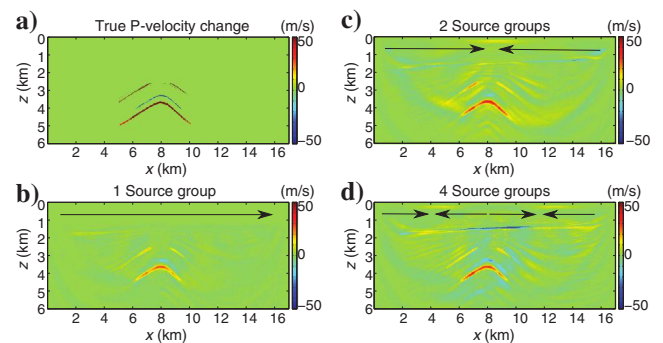 a) True P-velocity change (m/s)
0 1 2 3 4 5 6
z (km)
2 4 6 8 10 12 14 16
x (km)
50 0 −50
b) 1 Source group (m/s)
0 1 2 3 4 5 6
z (km)
2 4 6 8 10 12 14 16
x (km)
50 0 −50
c) 2 Source groups (m/s)
0 1 2 3 4 5 6
z (km)
2 4 6 8 10 12 14 16
x (km)
50 0 −50
d) 4 Source groups (m/s)
0 1 2 3 4 5 6
z (km)
2 4 6 8 10 12 14 16
x (km)
50 0 −50